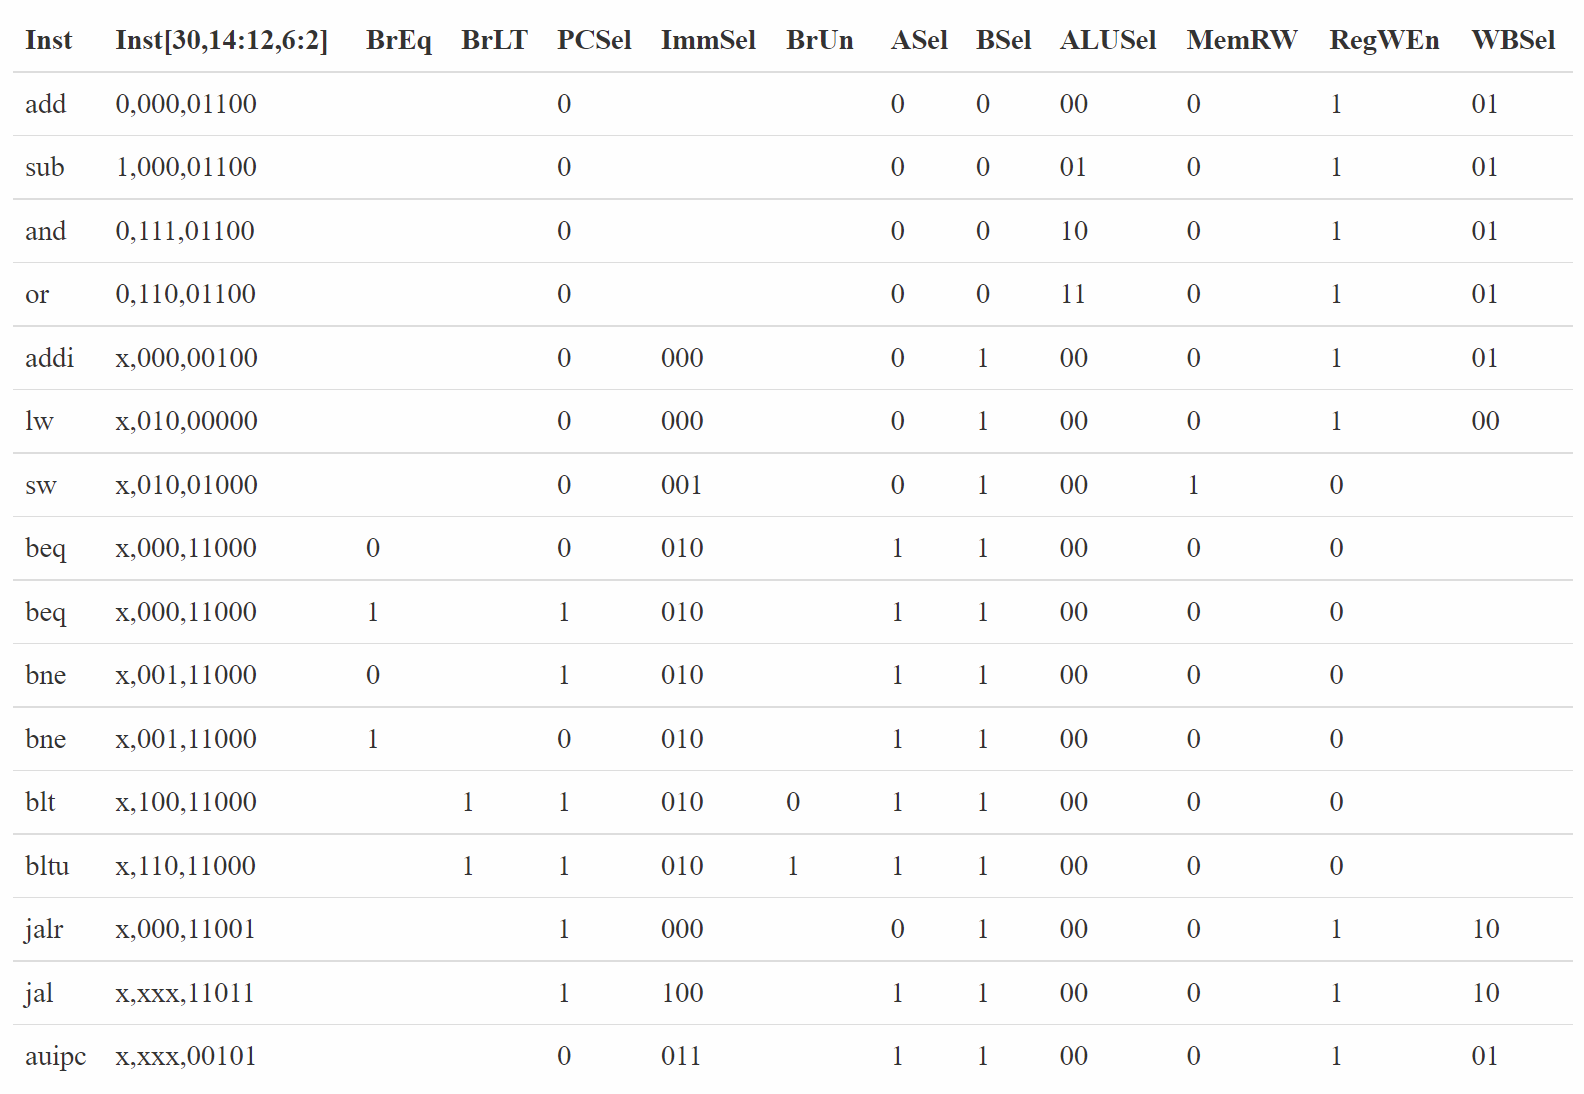 Inst Inst[30,14:12,6:2] BrEq BrLT PCSel ImmSel BrUn ASel BSel ALUSel MemRW RegWEn WBSel
add 0,000,01100 0 0 0 00 0 1 01
sub 1,000,01100 0 0 0 01 0 1 01
and 0,111,01100 0 0 0 10 0 1 01
or 0,110,01100 0 0 0 11 0 1 01
addi x,000,00100 0 000 0 1 00 0 1 01
lw x,010,00000 0 000 0 1 00 0 1 00
sw x,010,01000 0 001 0 1 00 1 0
beq x,000,11000 0 0 010 1 1 00 0 0
beq x,000,11000 1 1 010 1 1 00 0 0
bne x,001,11000 0 1 010 1 1 00 0 0
bne x,001,11000 1 0 010 1 1 00 0 0
blt x,100,11000 1 1 010 0 1 1 00 0 0
bltu x,110,11000 1 1 010 1 1 1 00 0 0
jalr x,000,11001 1 000 0 1 00 0 1 10
jal x,xxx,11011 1 100 1 1 00 0 1 10
auipc x,xxx,00101 0 011 1 1 00 0 1 01